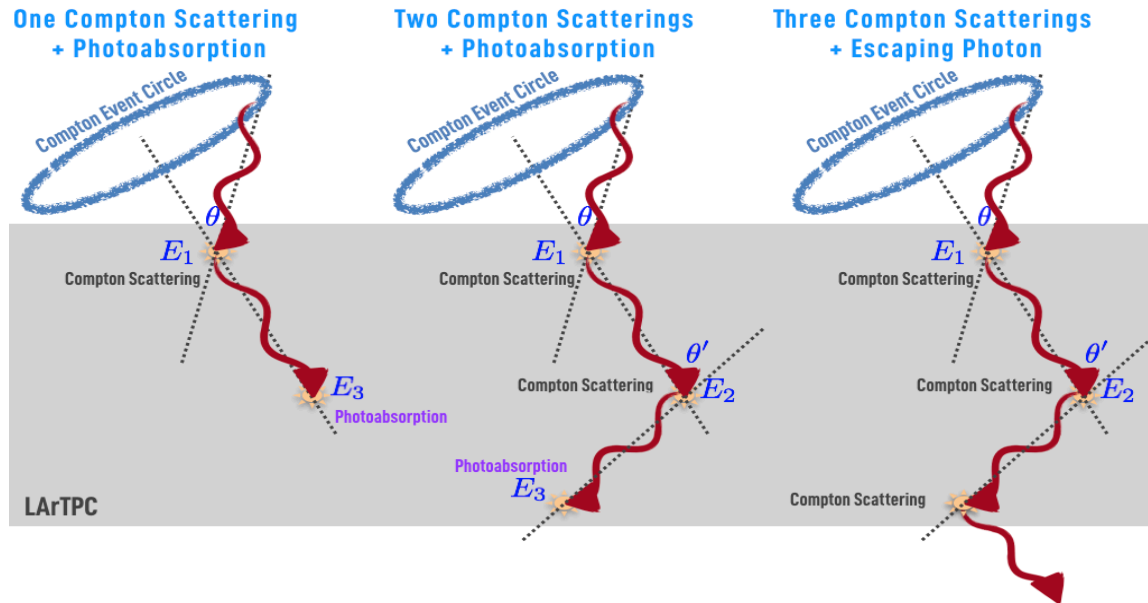 One Compton Scattering
+ Photoabsorption
Compton Event Circle
θ
E₁
Compton Scattering
E₃
Photoabsorption
LArTPC
Two Compton Scatterings
+ Photoabsorption
Compton Event Circle
θ
E₁
Compton Scattering
θ′
Compton Scattering
E₂
Photoabsorption
E₃
Three Compton Scatterings
+ Escaping Photon
Compton Event Circle
θ
E₁
Compton Scattering
θ′
Compton Scattering
E₂
Compton Scattering